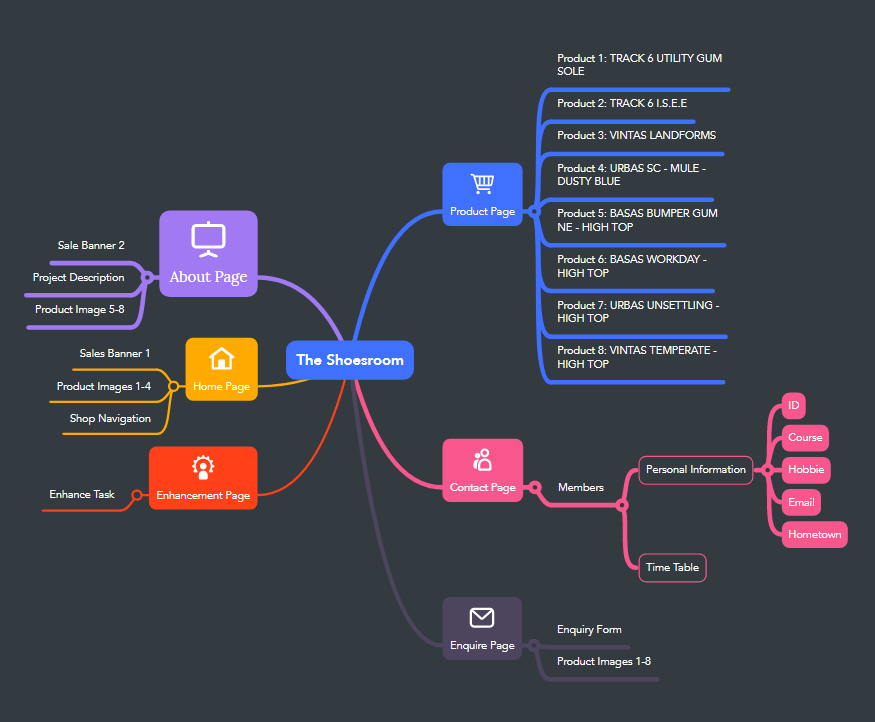 The Shoesroom
Product Page
Product 1: TRACK 6 UTILITY GUM
SOLE
Product 2: TRACK 6 I.S.E.E
Product 3: VINTAS LANDFORMS
Product 4: URBAS SC - MULE -
DUSTY BLUE
Product 5: BASAS BUMPER GUM
NE - HIGH TOP
Product 6: BASAS WORKDAY -
HIGH TOP
Product 7: URBAS UNSETTLING -
HIGH TOP
Product 8: VINTAS TEMPERATE -
HIGH TOP
Contact Page
Members
Personal Information
ID
Course
Hobbie
Email
Hometown
Time Table
Enquire Page
Enquiry Form
Product Images 1-8
About Page
Sale Banner 2
Project Description
Product Image 5-8
Home Page
Sales Banner 1
Product Images 1-4
Shop Navigation
Enhancement Page
Enhance Task